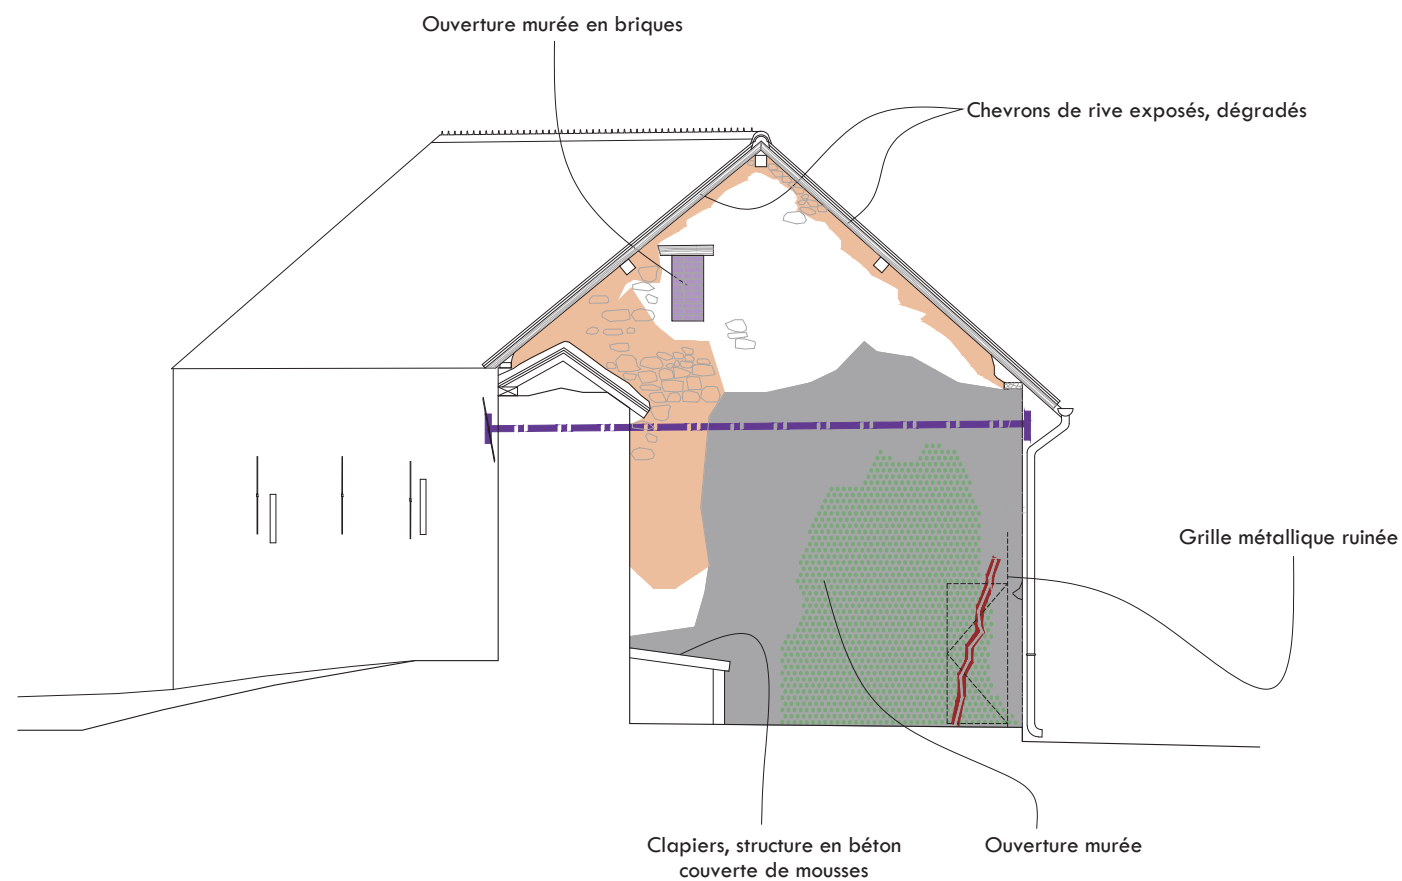 Ouverture murée en briques
Chevrons de rive exposés, dégradés
Grille métallique ruinée
Clapiers, structure en béton
couverte de mousses
Ouverture murée